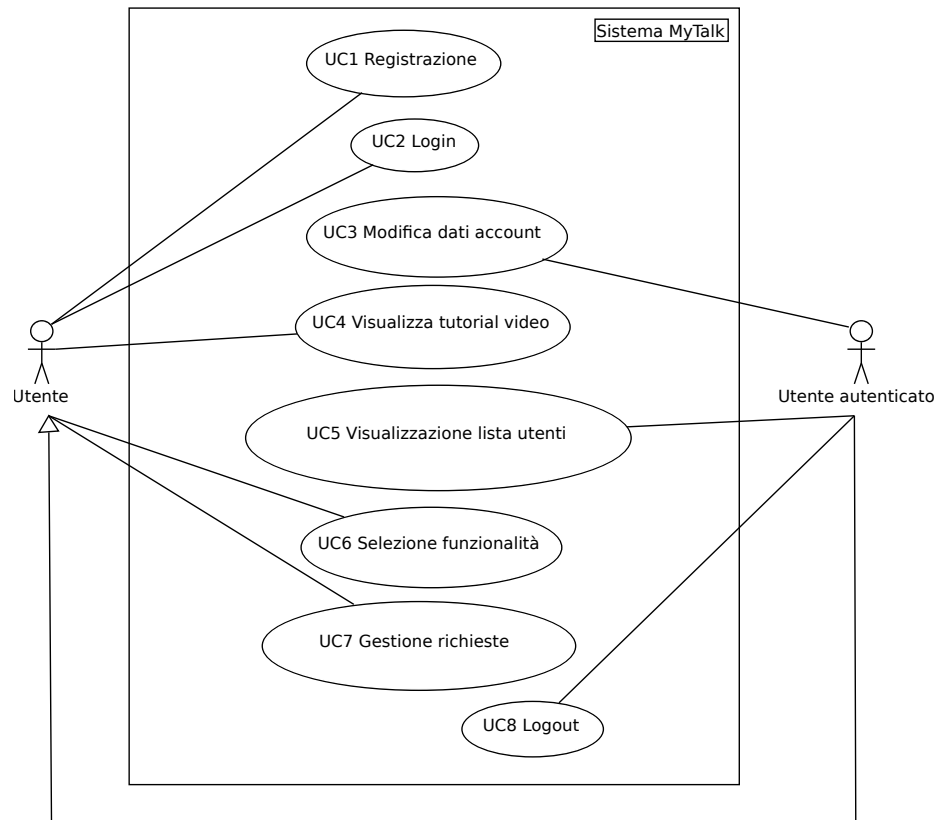 Sistema MyTalk
UC1 Registrazione
UC2 Login
UC3 Modifica dati account
UC4 Visualizza tutorial video
Utente
Utente autenticato
UC5 Visualizzazione lista utenti
UC6 Selezione funzionalità
UC7 Gestione richieste
UC8 Logout